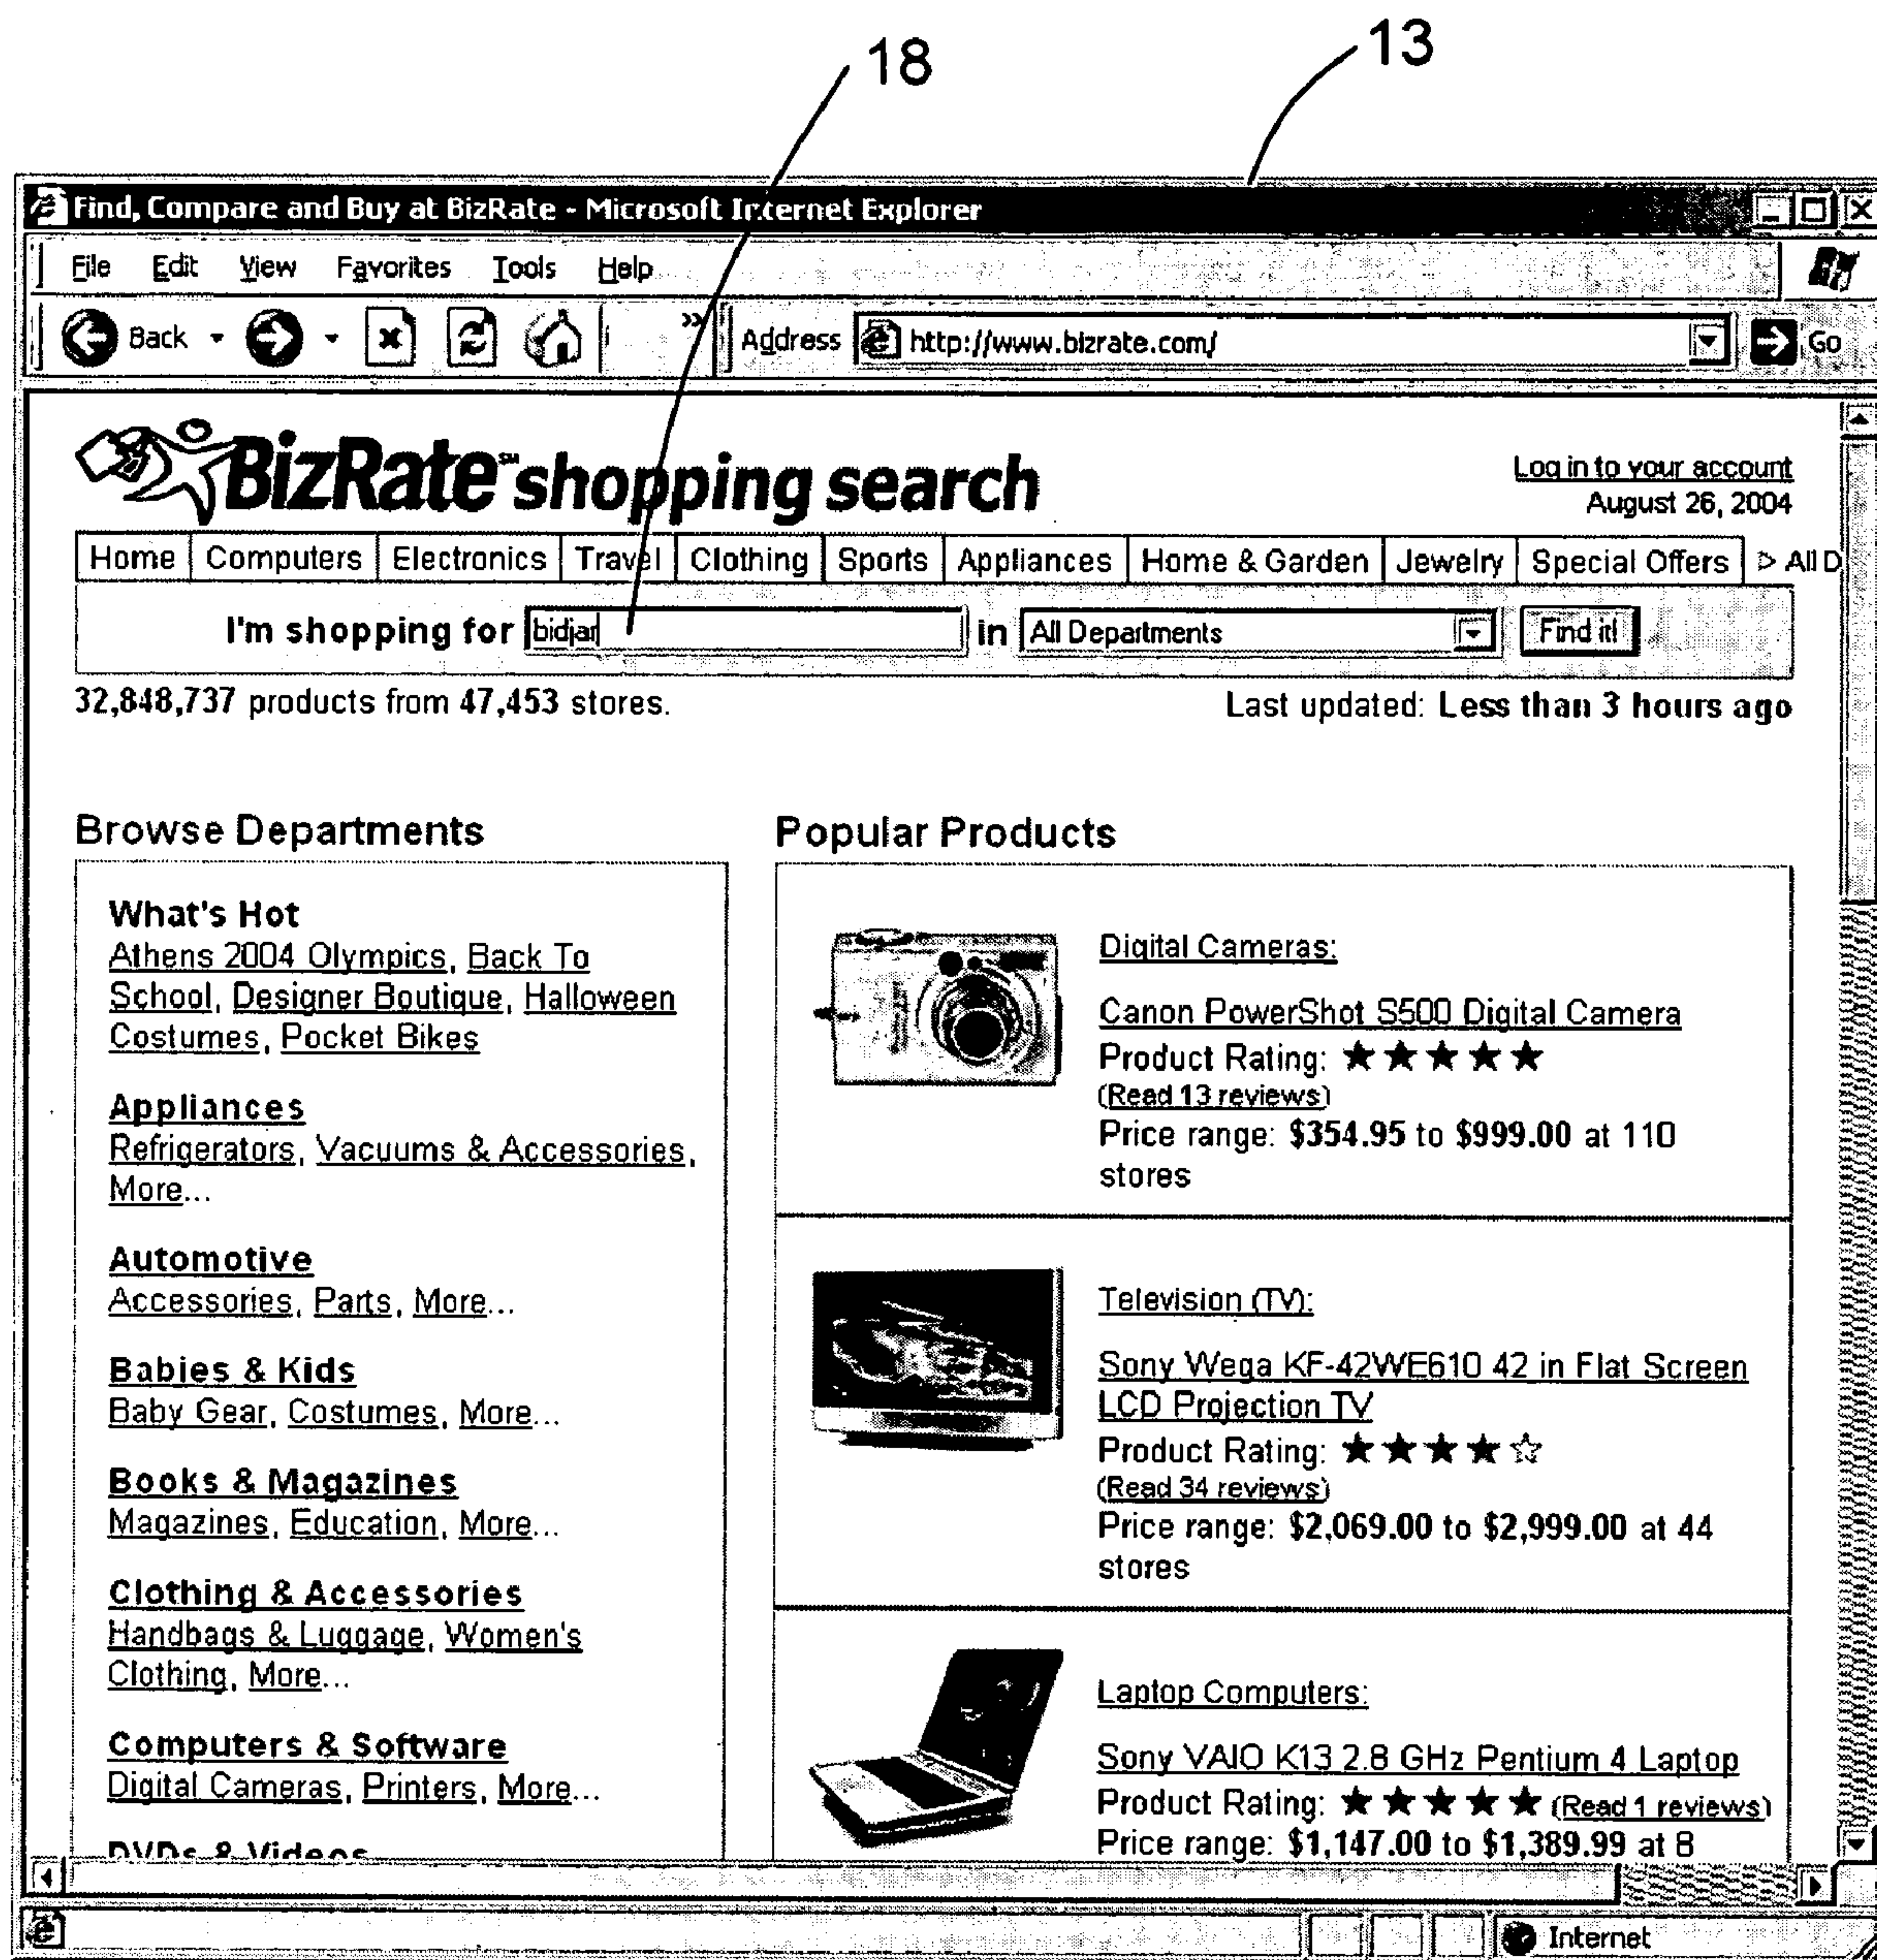 18
13
Find, Compare and Buy at BizRate - Microsoft Internet Explorer
File Edit View Favorites Tools Help
Back » Address http://www.bizrate.com/ Go
BizRate℠ shopping search
Log in to your account
August 26, 2004
Home Computers Electronics Travel Clothing Sports Appliances Home & Garden Jewelry Special Offers > All D
I'm shopping for bidjar in All Departments Find it!
32,848,737 products from 47,453 stores.
Last updated: Less than 3 hours ago
Browse Departments
What's Hot
Athens 2004 Olympics, Back To
School, Designer Boutique, Halloween
Costumes, Pocket Bikes
Appliances
Refrigerators, Vacuums & Accessories,
More...
Automotive
Accessories, Parts, More...
Babies & Kids
Baby Gear, Costumes, More...
Books & Magazines
Magazines, Education, More...
Clothing & Accessories
Handbags & Luggage, Women's
Clothing, More...
Computers & Software
Digital Cameras, Printers, More...
DVDs & Videos
Popular Products
Digital Cameras:
Canon PowerShot S500 Digital Camera
Product Rating: ★★★★★
(Read 13 reviews)
Price range: $354.95 to $999.00 at 110
stores
Television (TV):
Sony Wega KF-42WE610 42 in Flat Screen
LCD Projection TV
Product Rating: ★★★★☆
(Read 34 reviews)
Price range: $2,069.00 to $2,999.00 at 44
stores
Laptop Computers:
Sony VAIO K13 2.8 GHz Pentium 4 Laptop
Product Rating: ★★★★★ (Read 1 reviews)
Price range: $1,147.00 to $1,389.99 at 8
Internet